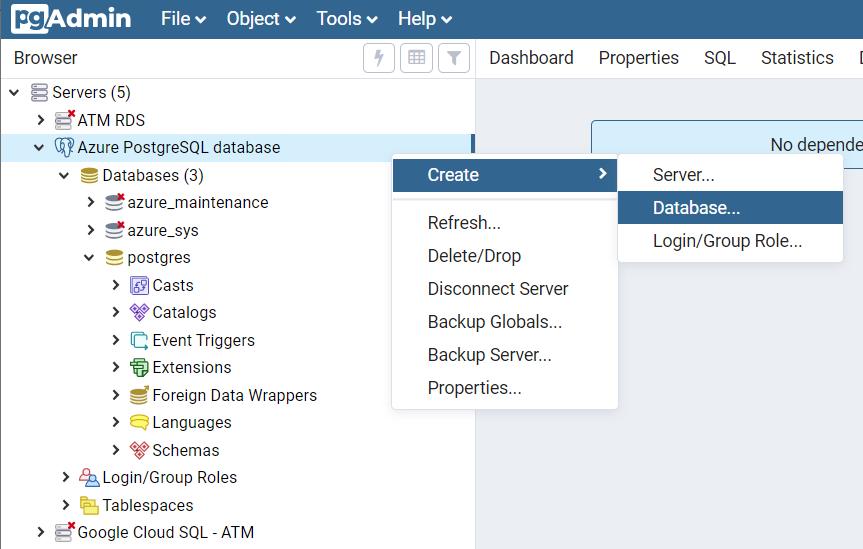 pgAdmin File Object Tools Help
Browser
Dashboard Properties SQL Statistics
Servers (5)
ATM RDS
Azure PostgreSQL database
No depende
Databases (3)
azure_maintenance
azure_sys
postgres
Casts
Catalogs
Event Triggers
Extensions
Foreign Data Wrappers
Languages
Schemas
Login/Group Roles
Tablespaces
Google Cloud SQL - ATM
Create
Refresh...
Delete/Drop
Disconnect Server
Backup Globals...
Backup Server...
Properties...
Server...
Database...
Login/Group Role...